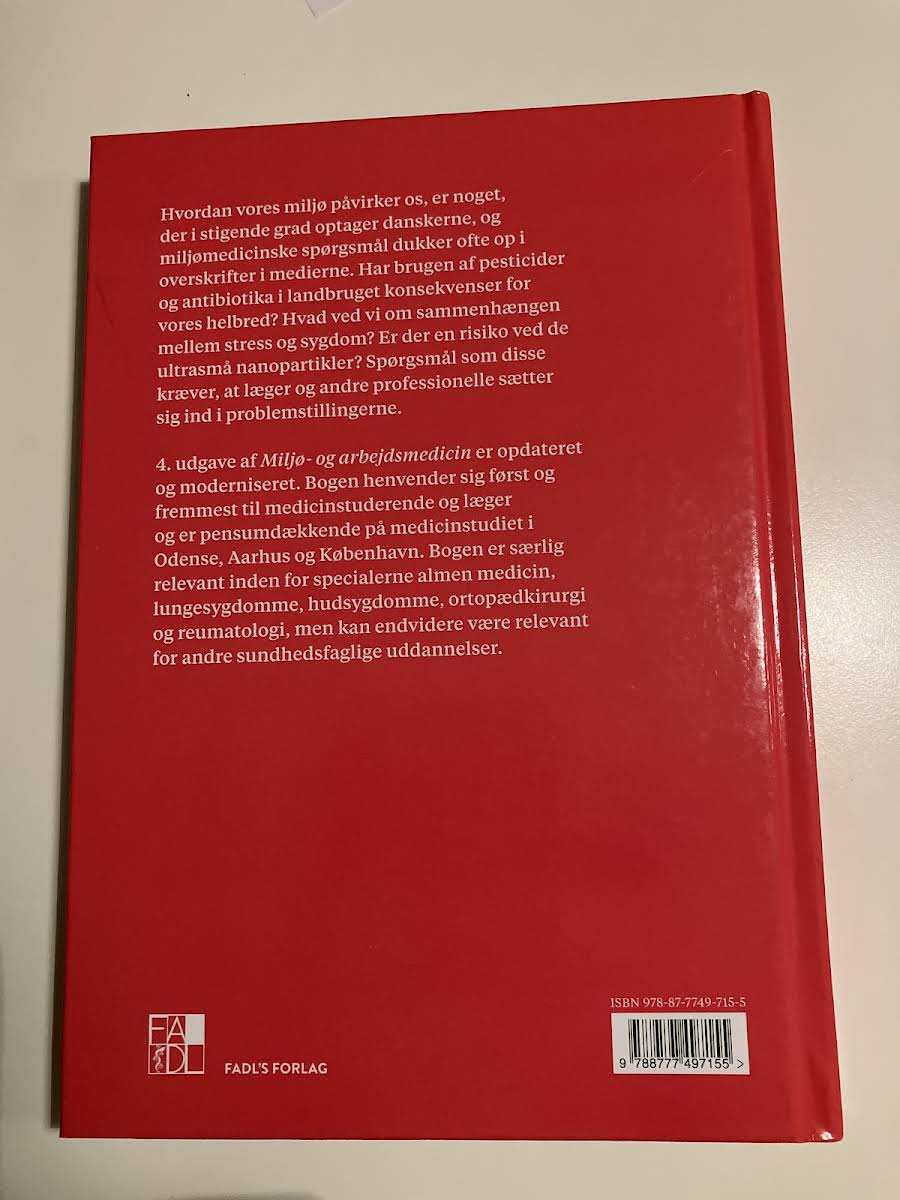 Hvordan vores miljø påvirker os, er noget,
der i stigende grad optager danskerne, og
miljømedicinske spørgsmål dukker ofte op i
overskrifter i medierne. Har brugen af pesticider
og antibiotika i landbruget konsekvenser for
vores helbred? Hvad ved vi om sammenhængen
mellem stress og sygdom? Er der en risiko ved de
ultrasmå nanopartikler? Spørgsmål som disse
kræver, at læger og andre professionelle sætter
sig ind i problemstillingerne.
4. udgave af Miljø- og arbejdsmedicin er opdateret
og moderniseret. Bogen henvender sig først og
fremmest til medicinstuderende og læger
og er pensumdækkende på medicinstudiet i
Odense, Aarhus og København. Bogen er særlig
relevant inden for specialerne almen medicin,
lungesygdomme, hudsygdomme, ortopædkirurgi
og reumatologi, men kan endvidere være relevant
for andre sundhedsfaglige uddannelser.
ISBN 978-87-7749-715-5
9 788777 497155 >
FA
DL
FADL'S FORLAG